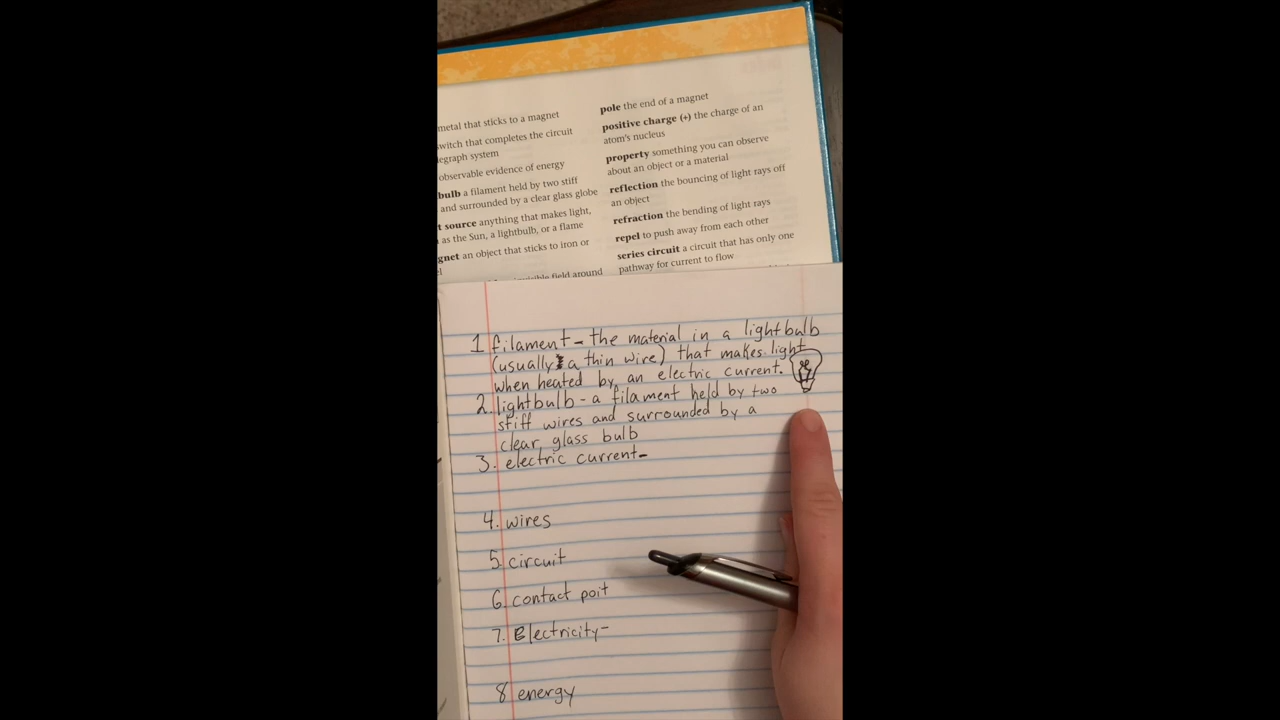 metal that sticks to a magnet
switch that completes the circuit
legraph system
observable evidence of energy
bulb a filament held by two stiff
and surrounded by a clear glass globe
t source anything that makes light,
as the Sun, a lightbulb, or a flame
gnet an object that sticks to iron or
el
invisible field around
pole the end of a magnet
positive charge (+) the charge of an
atom's nucleus
property something you can observe
about an object or a material
reflection the bouncing of light rays off
an object
refraction the bending of light rays
repel to push away from each other
series circuit a circuit that has only one
pathway for current to flow
1 filament - the material in a lightbulb
(usually a thin wire) that makes light
when heated by an electric current.
2. lightbulb - a filament held by two
stiff wires and surrounded by a
clear glass bulb
3. electric current-
4. wires
5 circuit
6. contact poit
7. Electricity-
8 energy